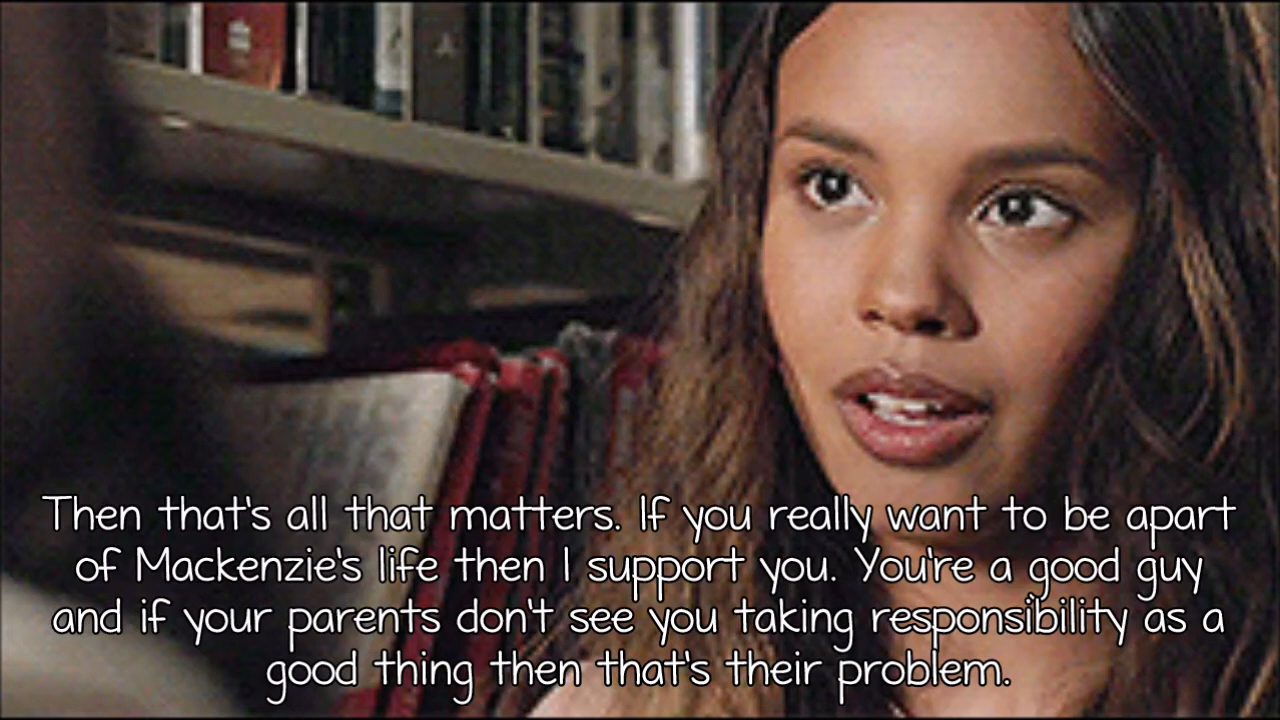 Then that's all that matters. If you really want to be apart
of Mackenzie's life then I support you. You're a good guy
and if your parents don't see you taking responsibility as a
good thing then that's their problem.